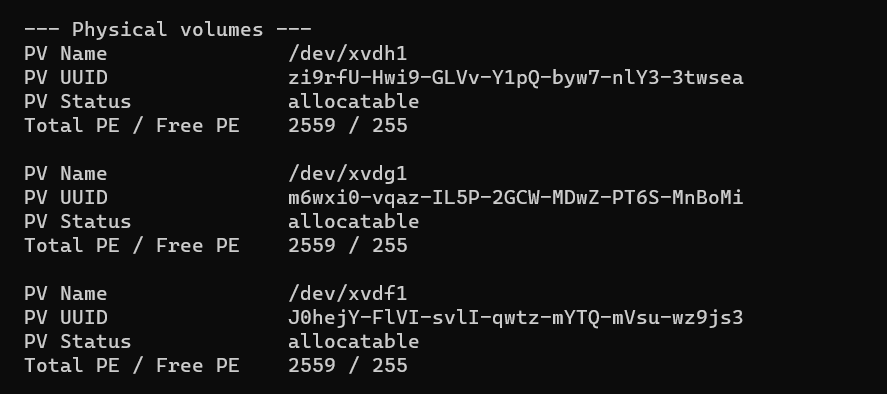 --- Physical volumes ---
PV Name               /dev/xvdh1
PV UUID               zi9rfU-Hwi9-GLVv-Y1pQ-byw7-nlY3-3twsea
PV Status             allocatable
Total PE / Free PE    2559 / 255

PV Name               /dev/xvdg1
PV UUID               m6wxi0-vqaz-IL5P-2GCW-MDwZ-PT6S-MnBoMi
PV Status             allocatable
Total PE / Free PE    2559 / 255

PV Name               /dev/xvdf1
PV UUID               J0hejY-FlVI-svlI-qwtz-mYTQ-mVsu-wz9js3
PV Status             allocatable
Total PE / Free PE    2559 / 255